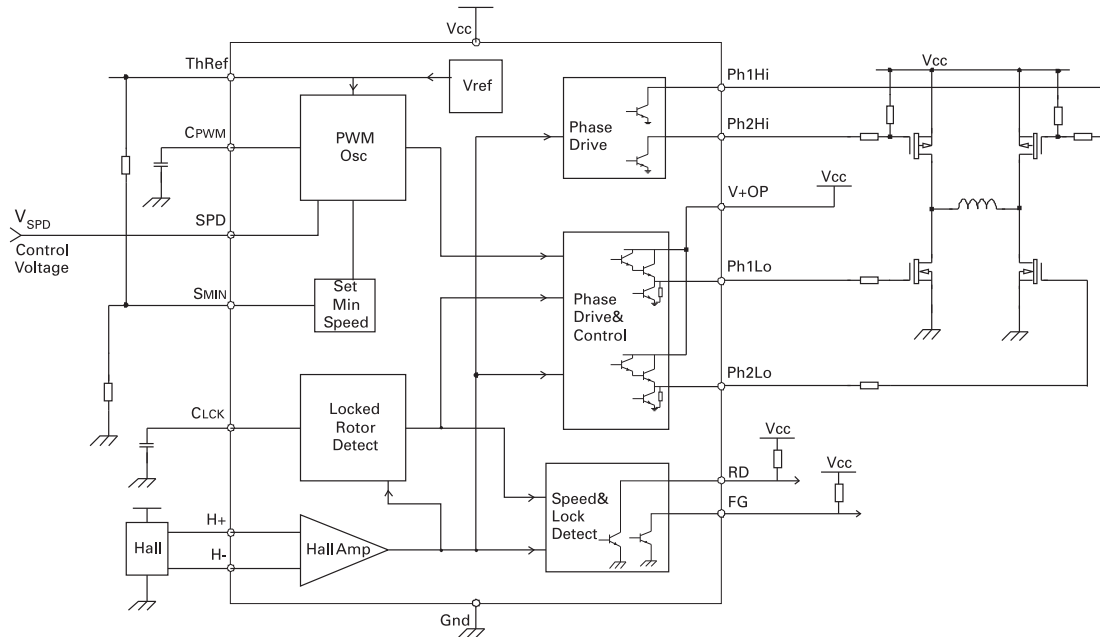 Vcc
ThRef
Vref
Ph1Hi
Vcc
CPWM
PWM
Osc
Phase
Drive
Ph2Hi
V+OP
Vcc
VSPD
SPD
Control
Voltage
SMIN
Set
Min
Speed
Phase
Drive&
Control
Ph1Lo
Ph2Lo
CLCK
Locked
Rotor
Detect
Vcc
RD
Vcc
FG
Speed&
Lock
Detect
H+
Hall
H-
Hall Amp
Gnd